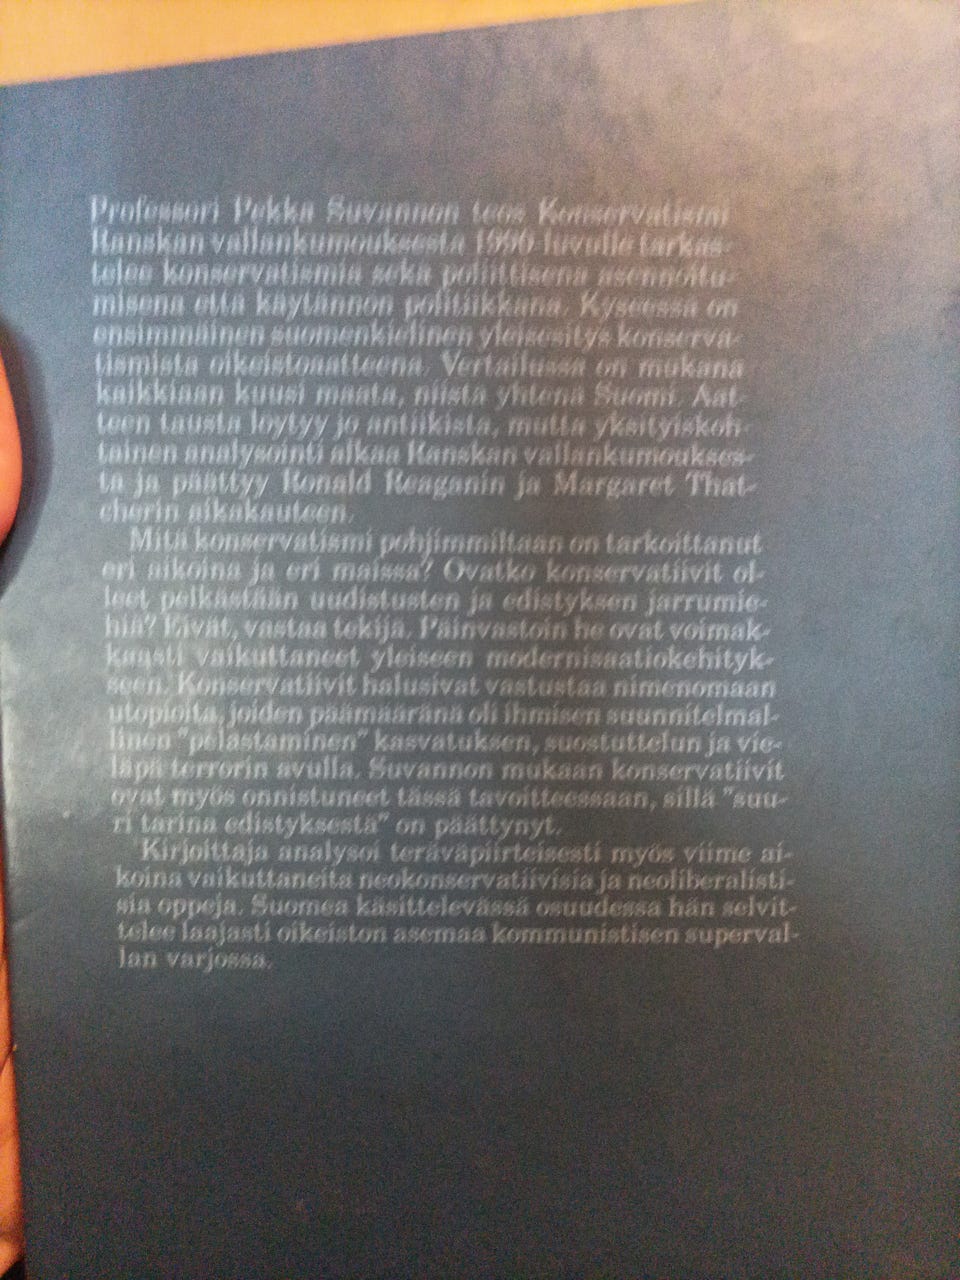 Professori Pekka Suvannon teos Konservatismi
Ranskan vallankumouksesta 1990-luvulle tarkas-
telee konservatismia sekä poliittisena asennoitu-
misena että käytännön politiikkana. Kyseessä on
ensimmäinen suomenkielinen yleisesitys konserva-
tismista oikeistoaatteena. Vertailussa on mukana
kaikkiaan kuusi maata, niistä yhtenä Suomi. Aat-
teen tausta löytyy jo antiikista, mutta yksityiskoh-
tainen analysointi alkaa Ranskan vallankumoukses-
ta ja päättyy Ronald Reaganin ja Margaret That-
cherin aikakauteen.
Mitä konservatismi pohjimmiltaan on tarkoittanut
eri aikoina ja eri maissa? Ovatko konservatiivit ol-
leet pelkästään uudistusten ja edistyksen jarrumie-
hiä? Eivät, vastaa tekijä. Päinvastoin he ovat voimak-
kaasti vaikuttaneet yleiseen modernisaatiokehityk-
seen. Konservatiivit halusivat vastustaa nimenomaan
utopioita, joiden päämääränä oli ihmisen suunnitelmal-
linen "pelastaminen" kasvatuksen, suostuttelun ja vie-
läpä terrorin avulla. Suvannon mukaan konservatiivit
ovat myös onnistuneet tässä tavoitteessaan, sillä "suu-
ri tarina edistyksestä" on päättynyt.
Kirjoittaja analysoi teräväpiirteisesti myös viime ai-
koina vaikuttaneita neokonservatiivisia ja neoliberalisti-
sia oppeja. Suomea käsittelevässä osuudessa hän selvit-
telee laajasti oikeiston asemaa kommunistisen superval-
lan varjossa.